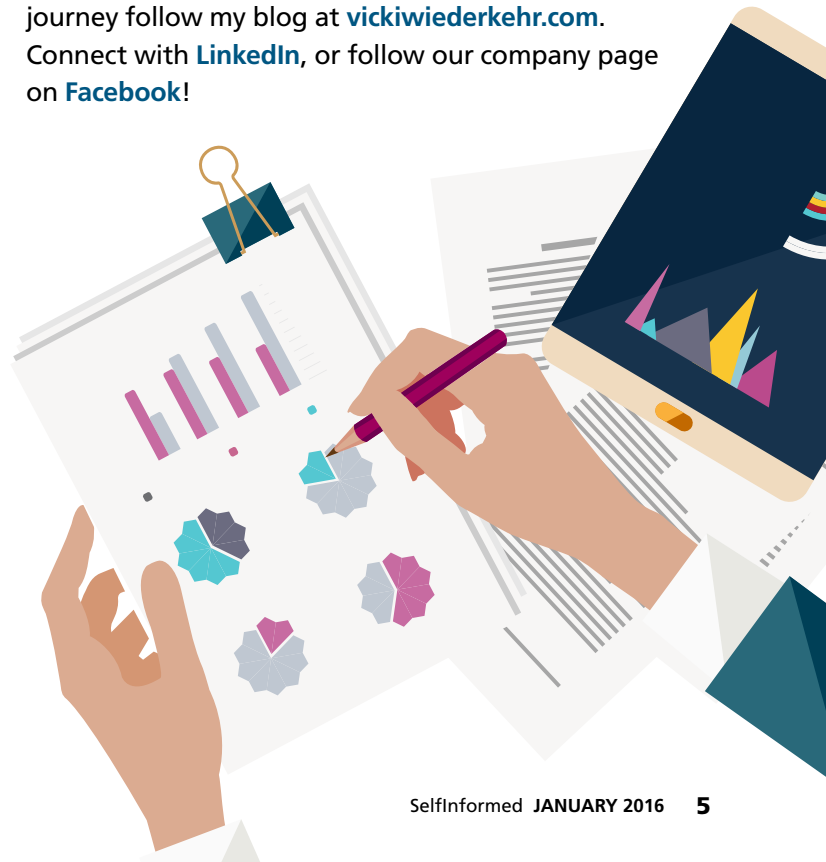 journey follow my blog at vickiwiederkehr.com.
Connect with LinkedIn, or follow our company page
on Facebook!
SelfInformed JANUARY 2016 5